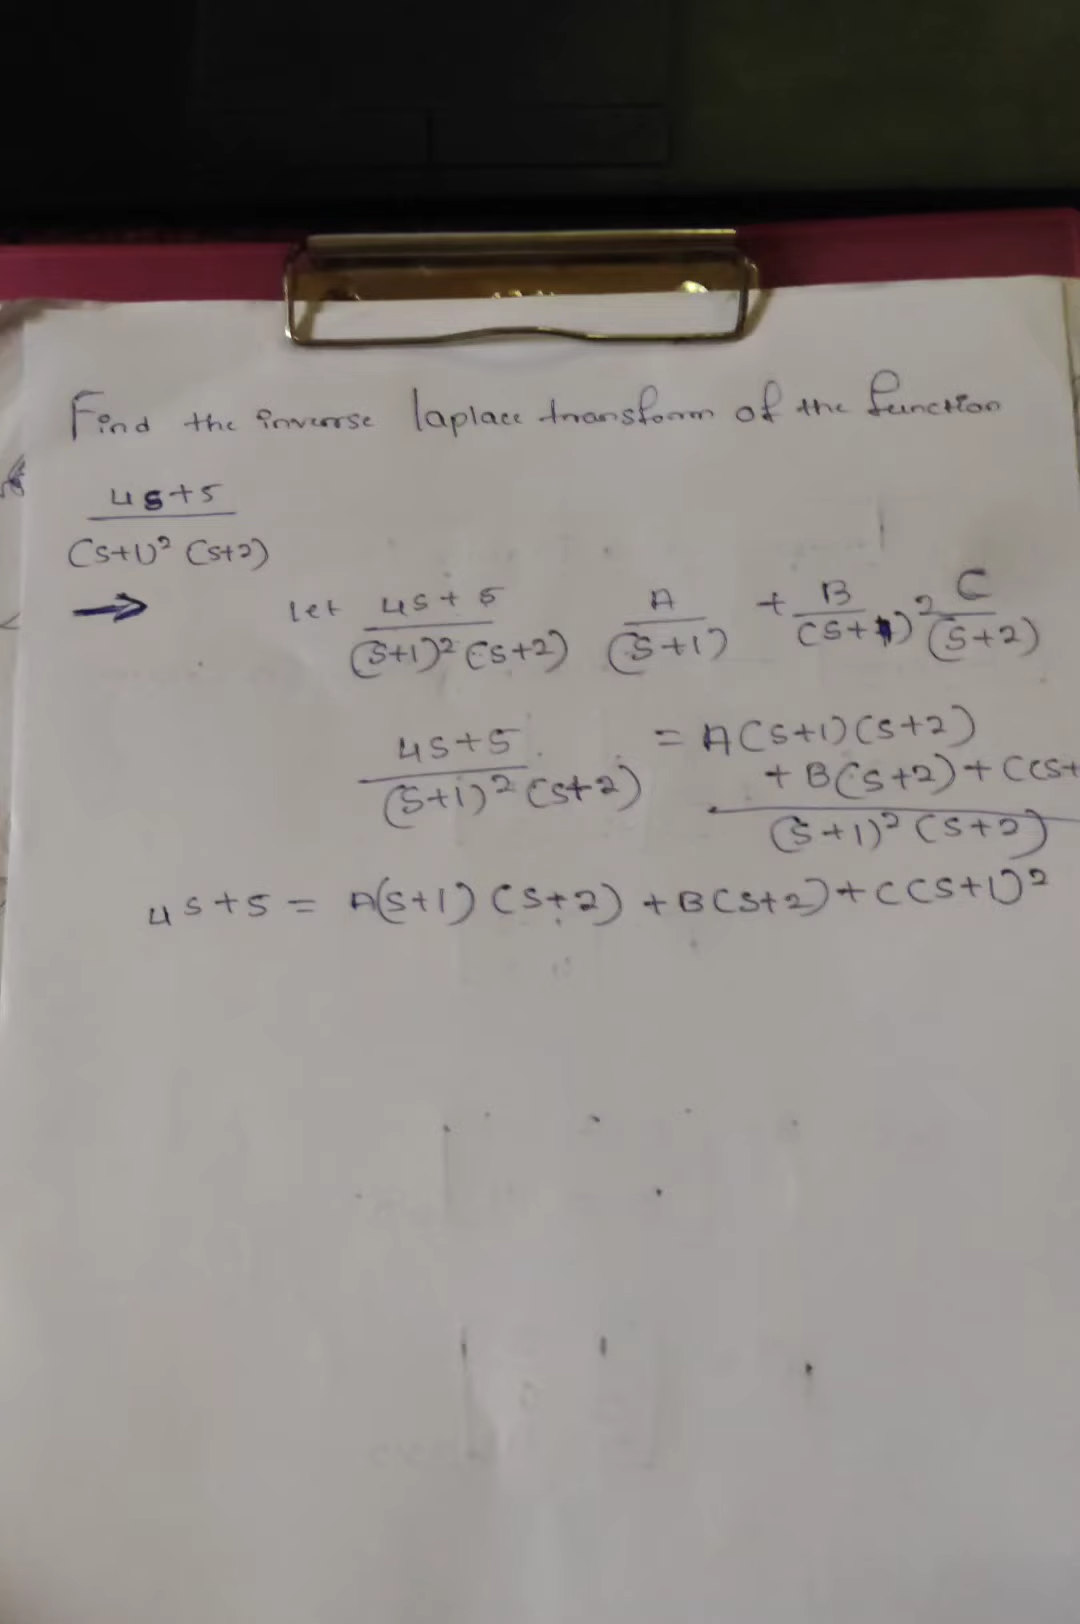 Find the inverse laplace transform of the function
4s+5
(s+1)² (s+2)
→ let 4s+5 A + B C
(s+1)² (s+2) (s+1) (s+1)² (s+2)
4s+5 = A(s+1)(s+2)
+ B(s+2) + C(s+
(s+1)² (s+2) (s+1)² (s+2)
4s+5 = A(s+1) (s+2) + B(s+2) + C(s+1)²